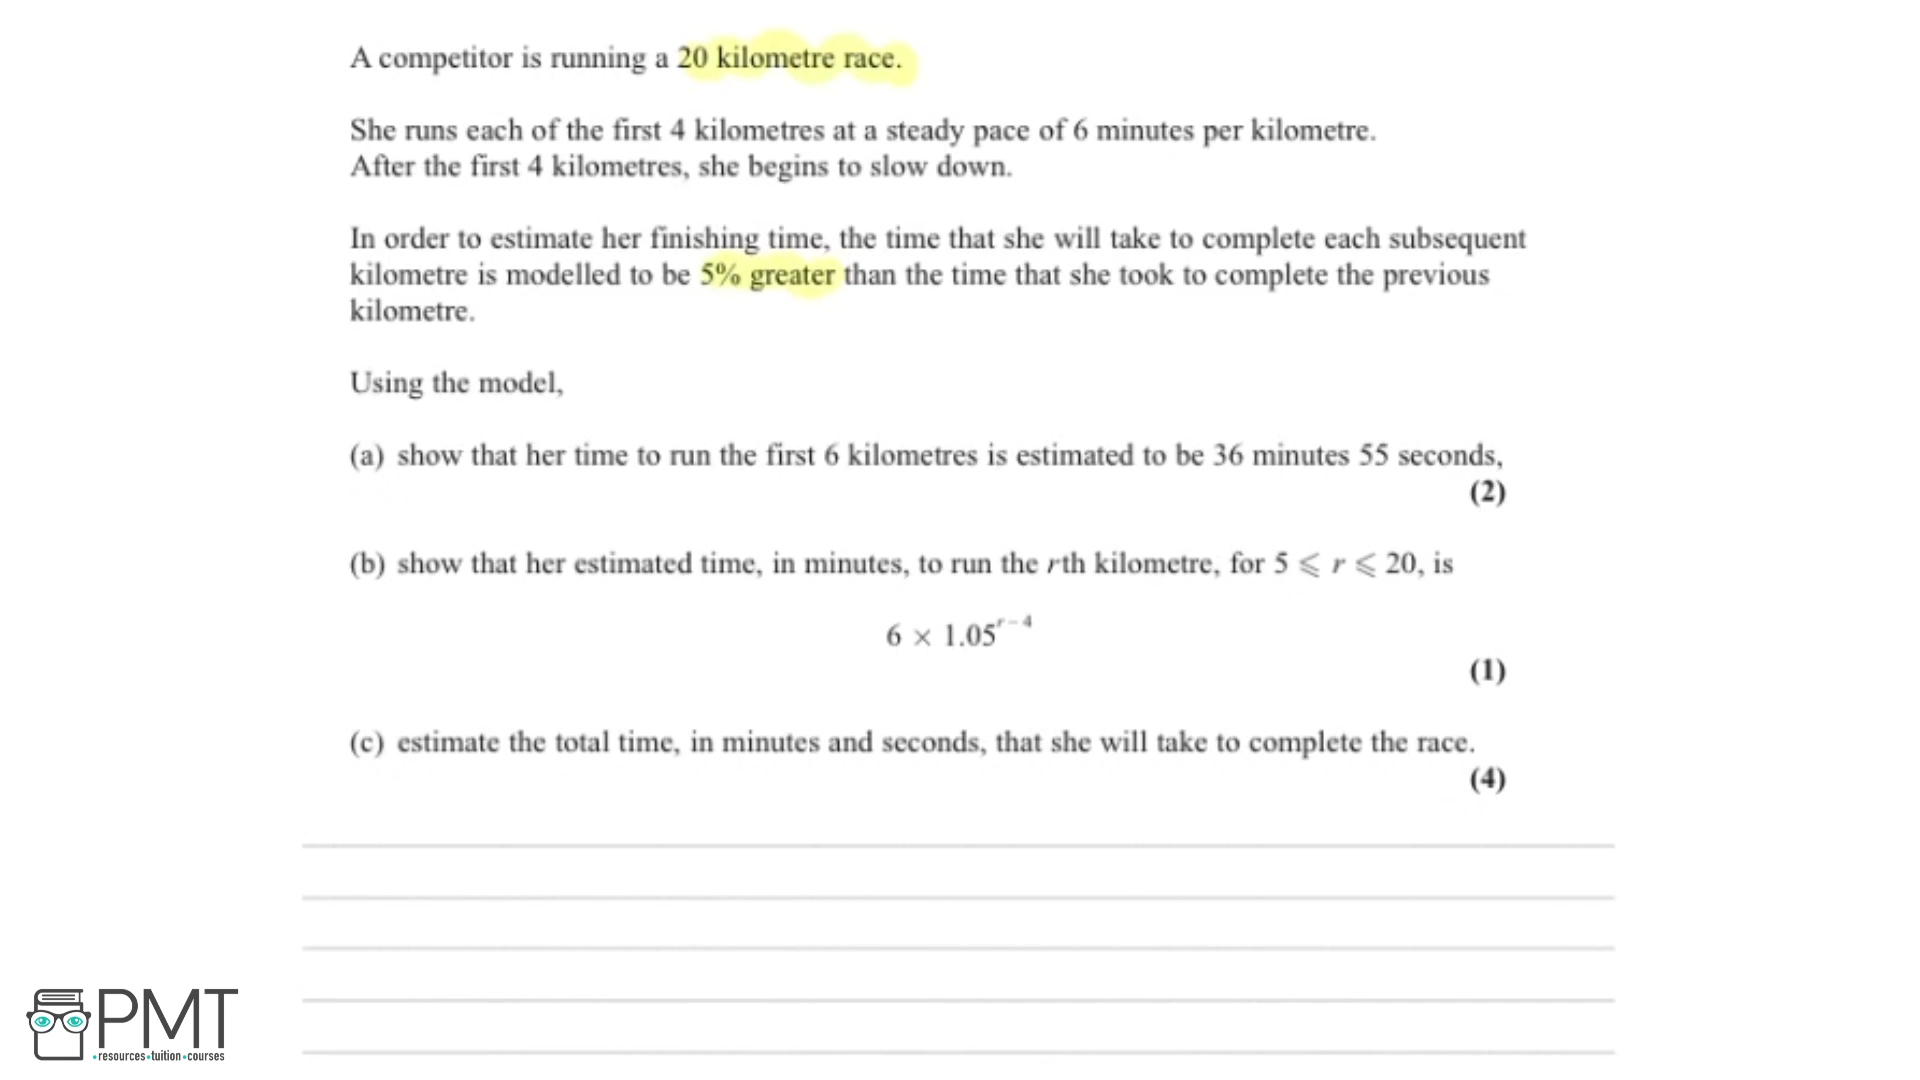 A competitor is running a 20 kilometre race.
She runs each of the first 4 kilometres at a steady pace of 6 minutes per kilometre.
After the first 4 kilometres, she begins to slow down.
In order to estimate her finishing time, the time that she will take to complete each subsequent
kilometre is modelled to be 5% greater than the time that she took to complete the previous
kilometre.
Using the model,
(a) show that her time to run the first 6 kilometres is estimated to be 36 minutes 55 seconds,
(2)
(b) show that her estimated time, in minutes, to run the rth kilometre, for 5 ⩽ r ⩽ 20, is
6 × 1.05^{r−4}
(1)
(c) estimate the total time, in minutes and seconds, that she will take to complete the race.
(4)
PMT
•resources•tuition•courses